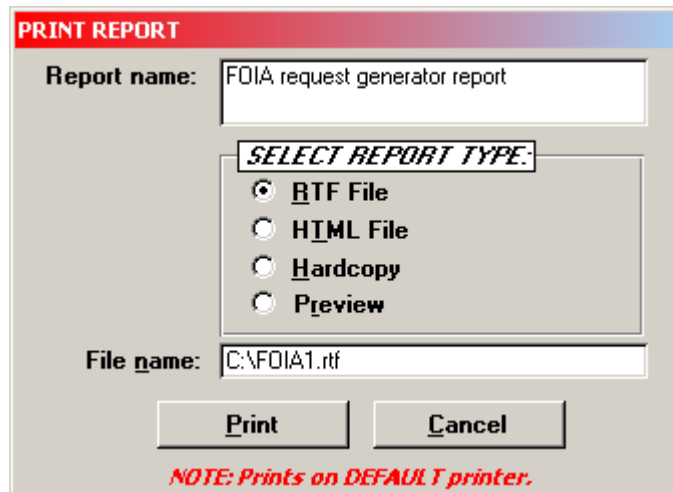 PRINT REPORT
Report name: FOIA request generator report
SELECT REPORT TYPE:
RTF File
HTML File
Hardcopy
Preview
File name: C:\FOIA1.rtf
Print Cancel
NOTE: Prints on DEFAULT printer.